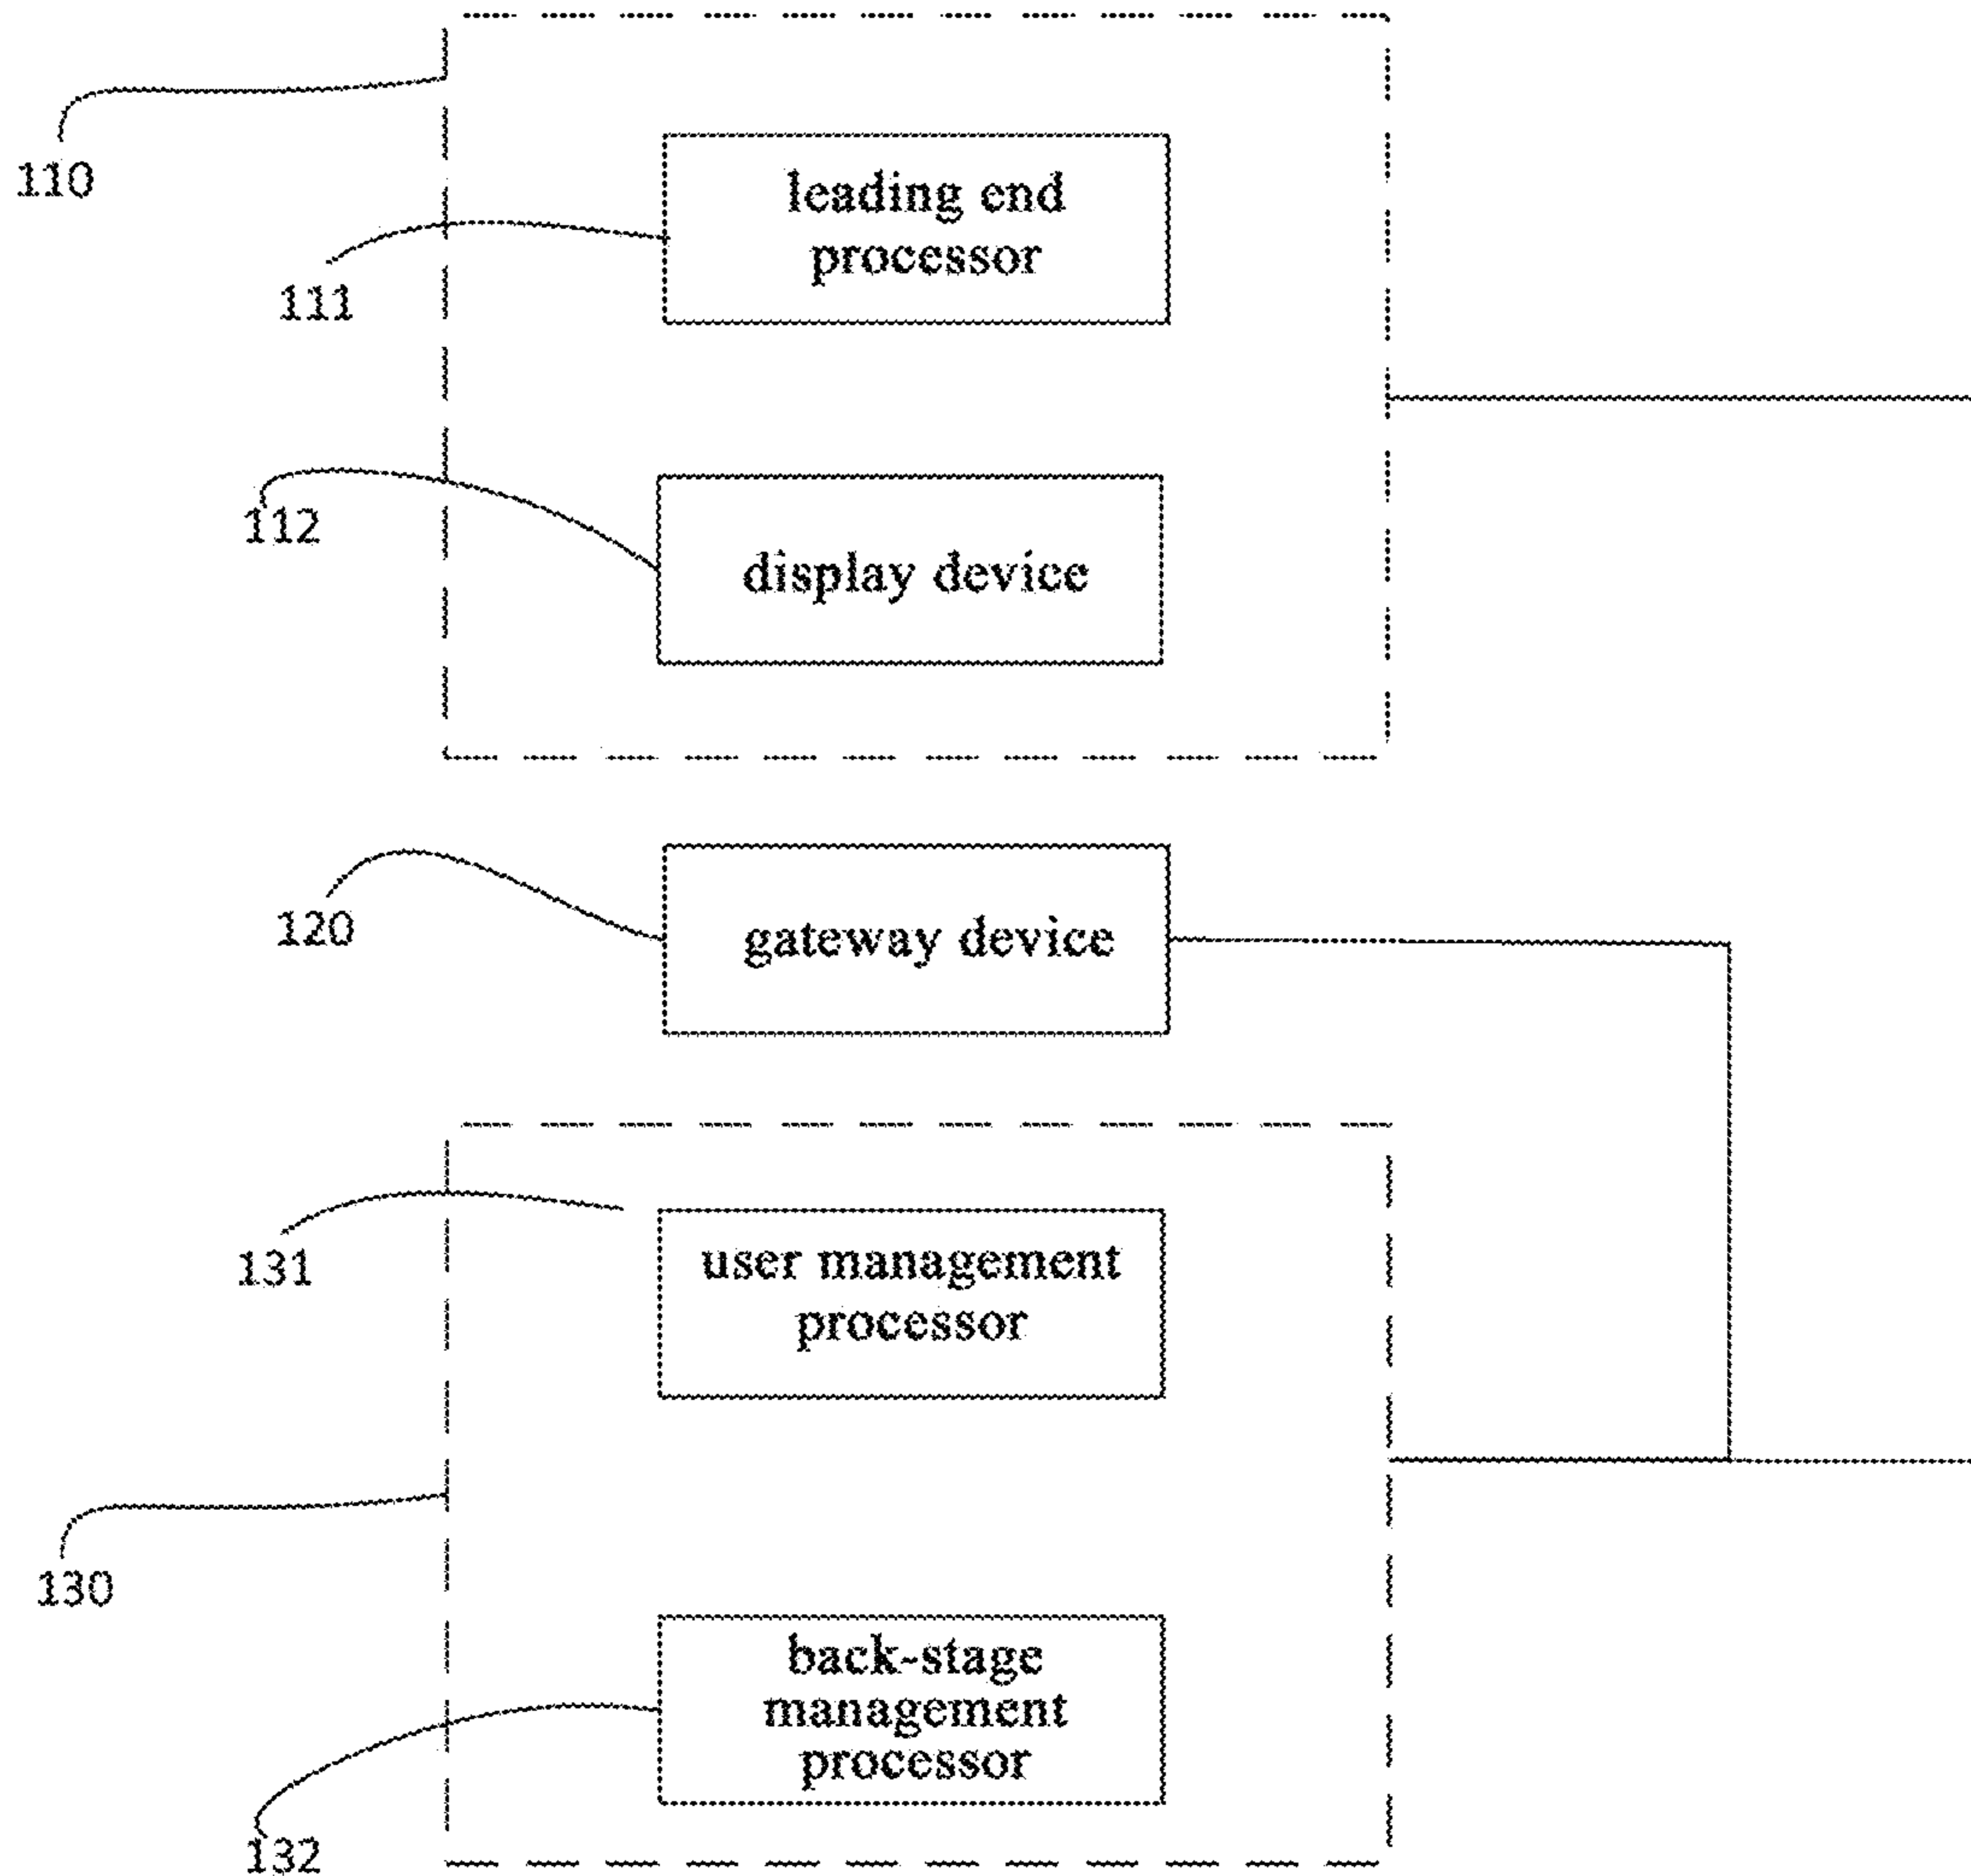 110
leading end
processor
111
112
display device
120
gateway device
131
user management
processor
130
back-stage
management
processor
132